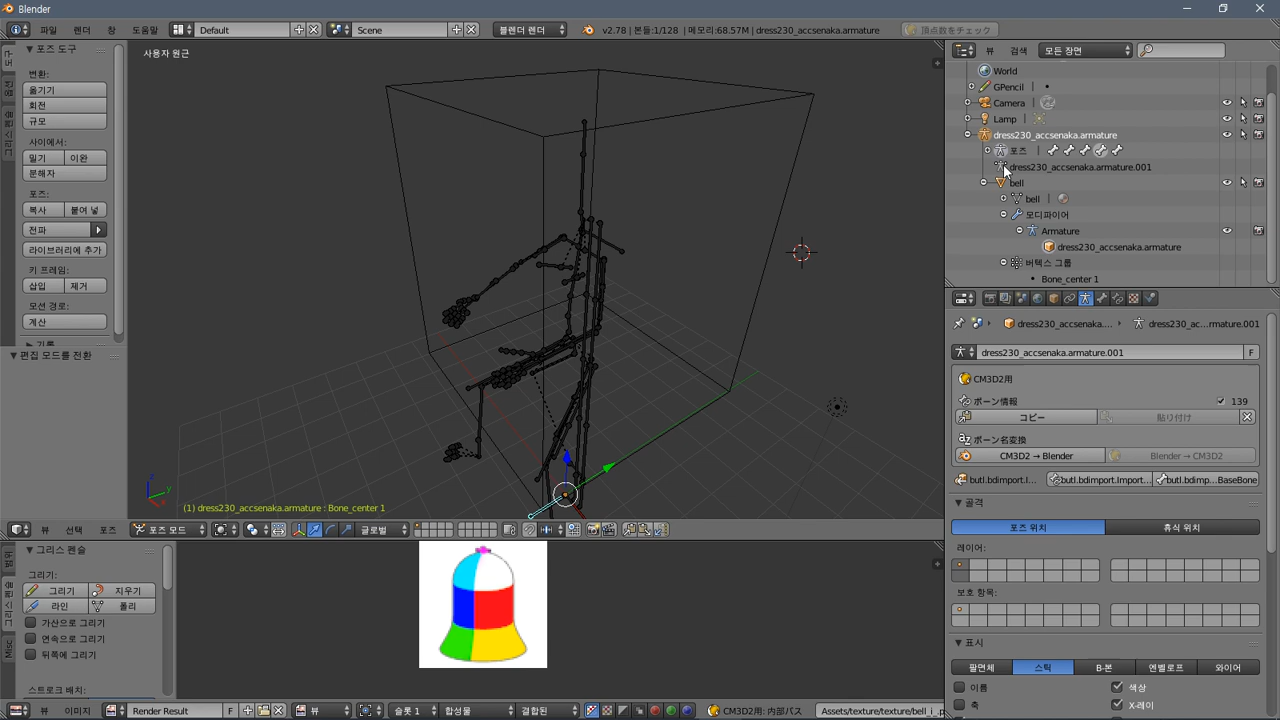 Blender
파일 렌더 창 도움말 Default Scene 블렌더 렌더 v2.78 | 본들:1/128 | 메모리:68.57M | dress230_accsenaka.armature 頂点数をチェック
사용자 원근
포즈 도구
변환:
옮기기
회전
규모
사이에서:
밀기 이완
분해자
포즈:
복사 붙여 넣
전파
라이브러리에 추가
키 프레임:
삽입 제거
모션 경로:
계산
편집 모드를 전환
(1) dress230_accsenaka.armature : Bone_center 1
뷰 선택 포즈 포즈 모드 글로벌
그리스 펜슬
그리기:
그리기 지우기
라인 폴리
가산으로 그리기
연속으로 그리기
뒤쪽에 그리기
스트로크 배치:
Misc
뷰 이미지 Render Result F 뷰 슬롯 1 합성물 결합된 CM3D2用: 内部パス Assets/texture/texture/bell_i_.p
뷰 검색 모든 장면
World
GPencil
Camera
Lamp
dress230_accsenaka.armature
포즈
dress230_accsenaka.armature.001
bell
bell
모디파이어
Armature
dress230_accsenaka.armature
버텍스 그룹
Bone_center 1
dress230_accsenaka.... dress230_ac...rmature.001
dress230_accsenaka.armature.001 F
CM3D2用
ボーン情報 139
コピー 貼り付け
ボーン名変換
CM3D2 → Blender Blender → CM3D2
butl.bdimport.I... butl.bdimport.Import... butl.bdimp...BaseBone
골격
포즈 위치 휴식 위치
레이어:
보호 항목:
표시
팔면체 스틱 B-본 엔벨로프 와이어
이름 색상
축 X-레이